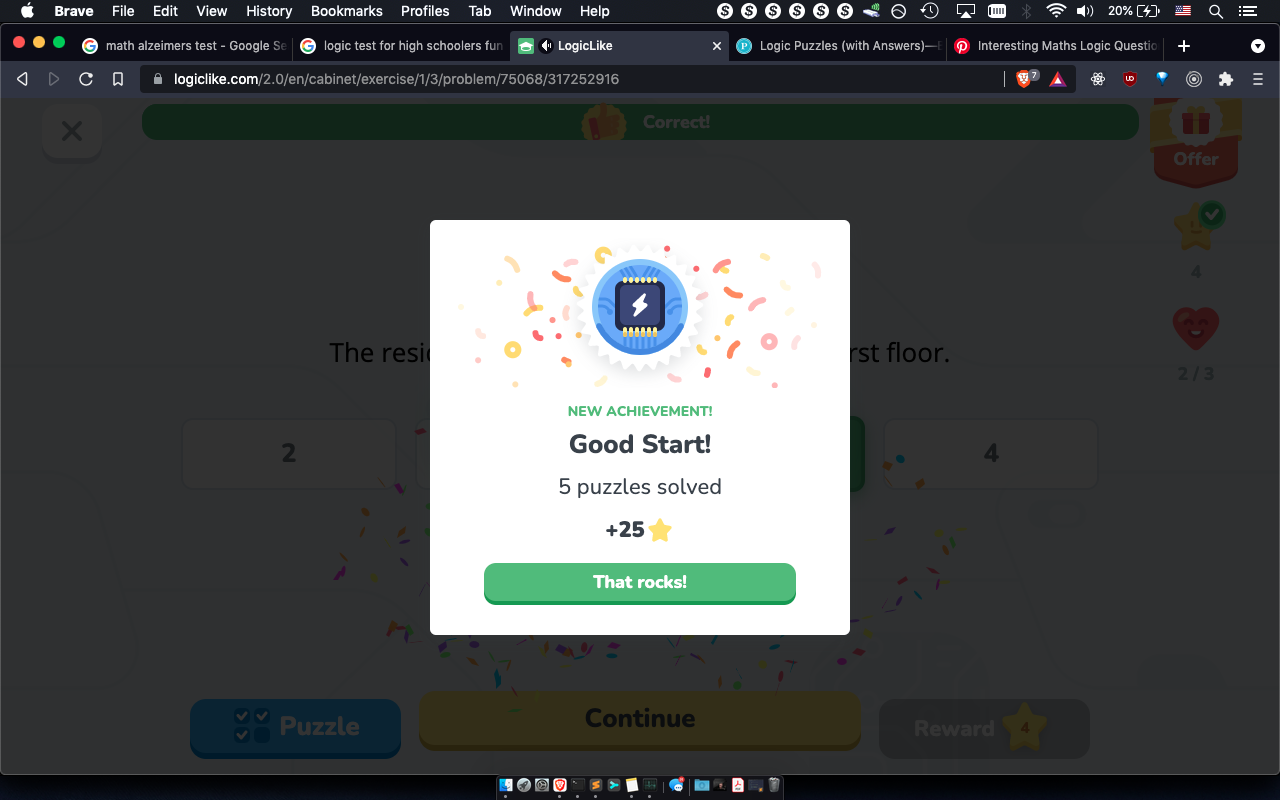 Brave File Edit View History Bookmarks Profiles Tab Window Help
20%
math alzeimers test - Google Se
logic test for high schoolers fun
LogicLike
Logic Puzzles (with Answers)—
Interesting Maths Logic Questio
logiclike.com/2.0/en/cabinet/exercise/1/3/problem/75068/317252916
7
Correct!
Offer
4
2 / 3
The resi
rst floor.
2
4
NEW ACHIEVEMENT!
Good Start!
5 puzzles solved
+25
That rocks!
Puzzle
Continue
Reward 4